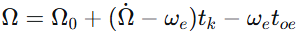 Ω = Ω₀ + (Ω̇ − ωₑ)tₖ − ωₑtₒₑ